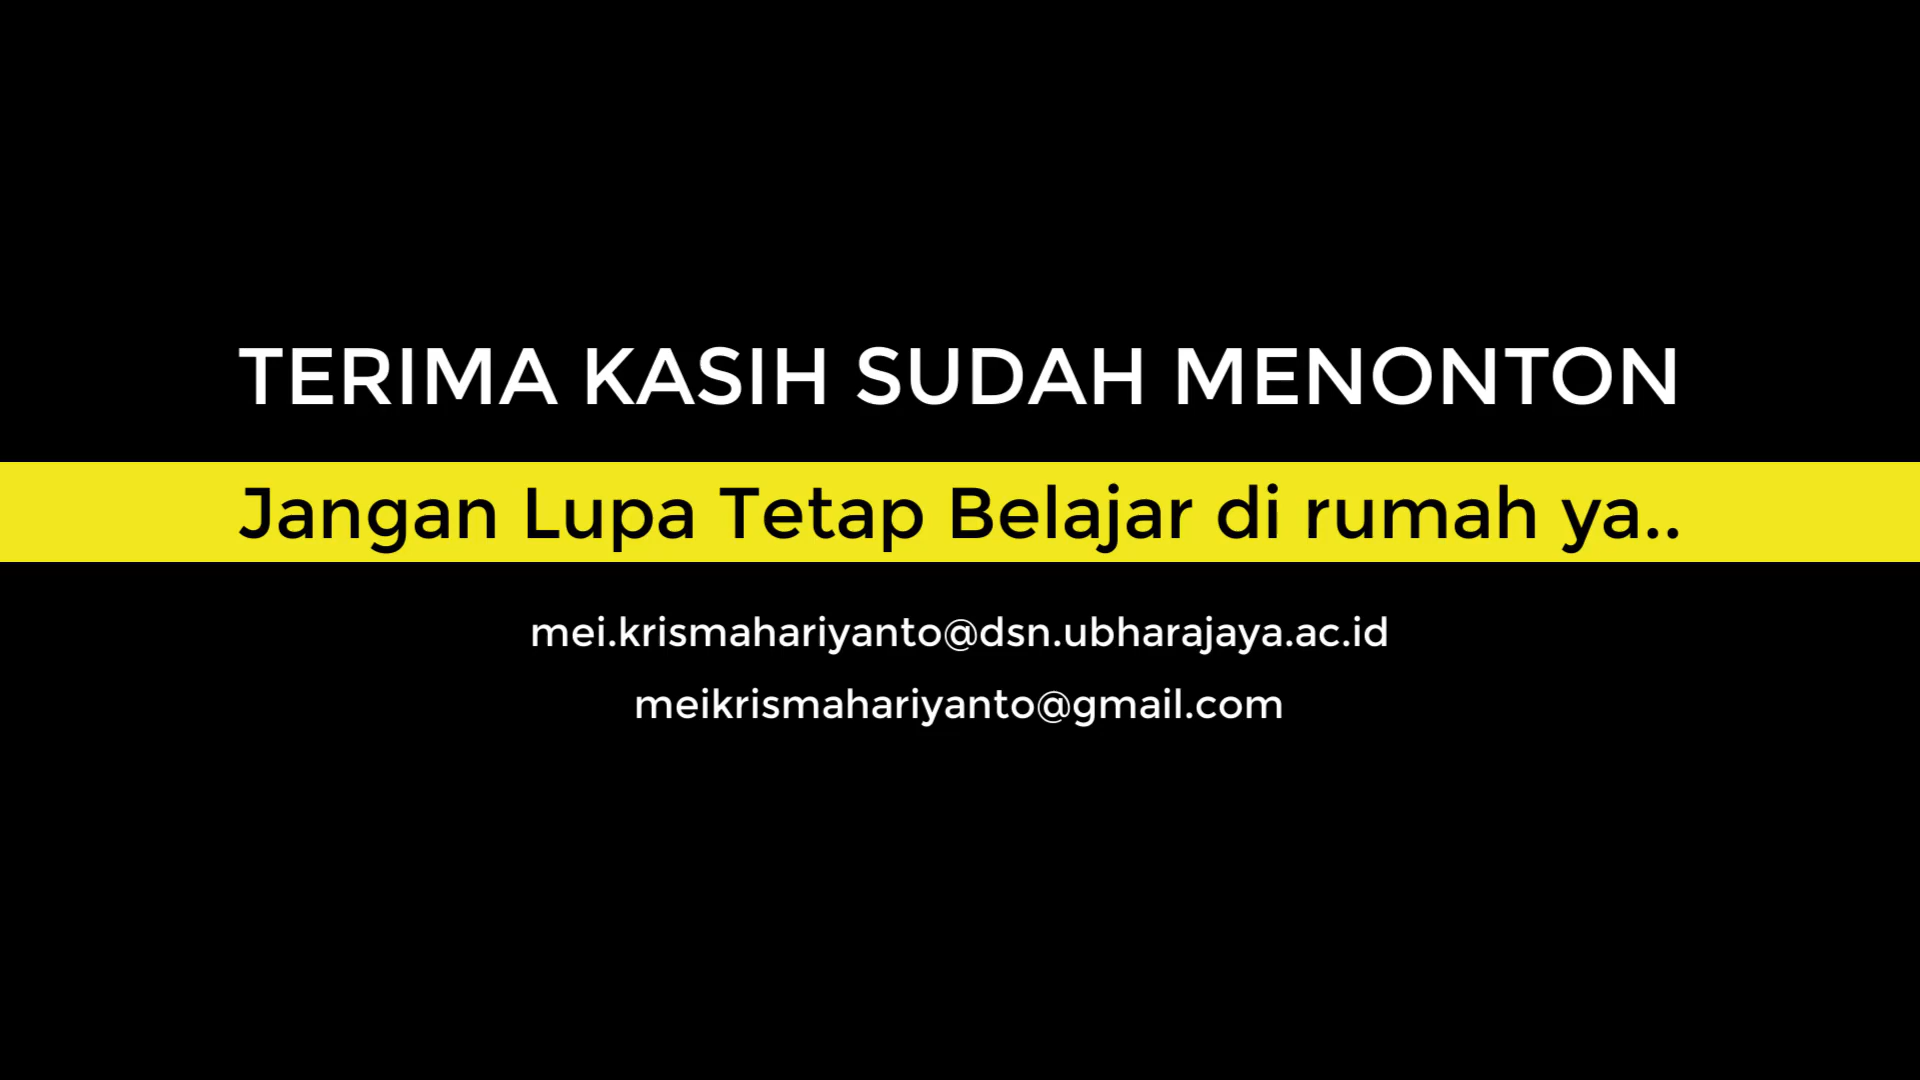 TERIMA KASIH SUDAH MENONTON
Jangan Lupa Tetap Belajar di rumah ya..
mei.krismahariyanto@dsn.ubharajaya.ac.id
meikrismahariyanto@gmail.com